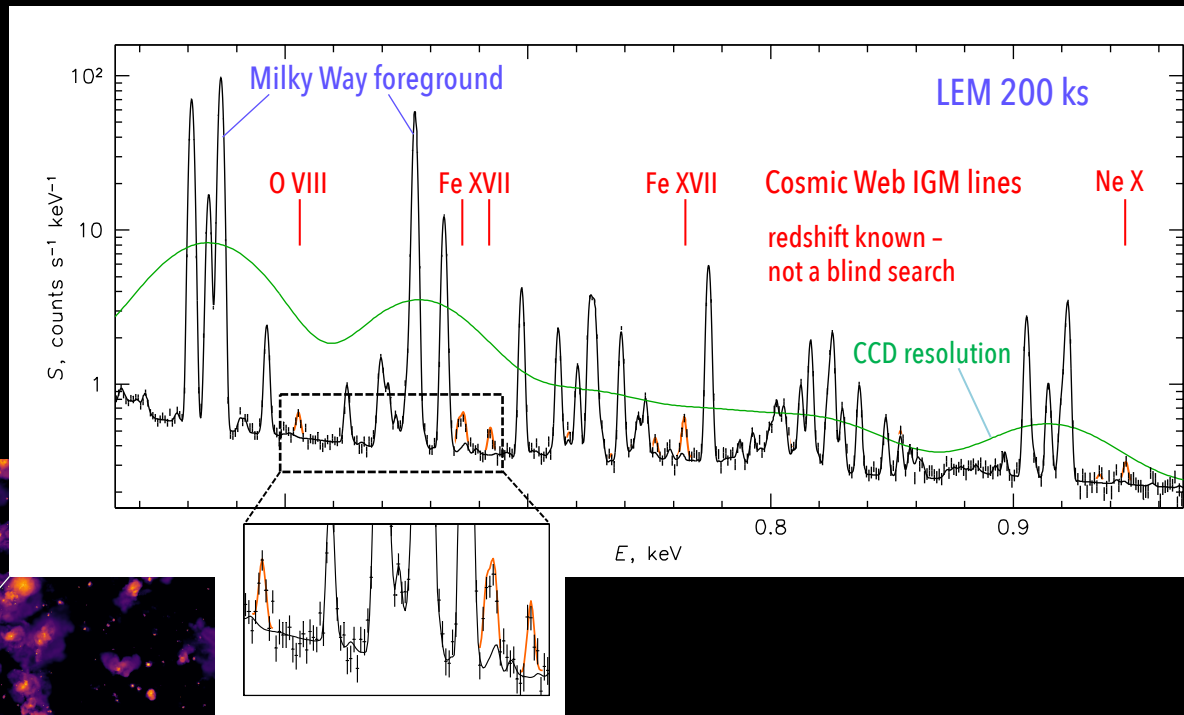 10²
10
1
S, counts s⁻¹ keV⁻¹
Milky Way foreground
LEM 200 ks
O VIII
Fe XVII
Fe XVII
Cosmic Web IGM lines
Ne X
redshift known –
not a blind search
CCD resolution
0.8
0.9
E, keV